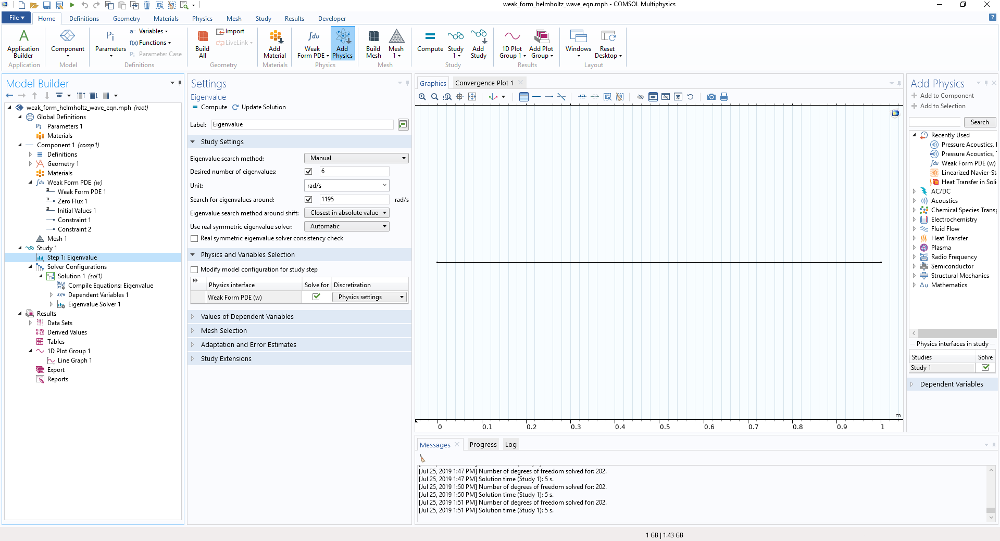 weak_form_helmholtz_wave_eqn.mph - COMSOL Multiphysics
File
Home
Definitions
Geometry
Materials
Physics
Mesh
Study
Results
Developer
Application Builder
Application
Component
Model
Pi
Parameters
a= Variables
f(x) Functions
Pi Parameter Case
Definitions
Build All
Import
LiveLink
Geometry
Add Material
Materials
∫du
Weak Form PDE
Add Physics
Physics
Build Mesh
Mesh 1
Mesh
Compute
Study 1
Add Study
Study
1D Plot Group 1
Add Plot Group
Results
Windows
Reset Desktop
Layout
Model Builder
weak_form_helmholtz_wave_eqn.mph (root)
Global Definitions
Pi Parameters 1
Materials
Component 1 (comp1)
Definitions
Geometry 1
Materials
∫du Weak Form PDE (w)
Weak Form PDE 1
Zero Flux 1
Initial Values 1
Constraint 1
Constraint 2
Mesh 1
Study 1
Step 1: Eigenvalue
Solver Configurations
Solution 1 (sol1)
Compile Equations: Eigenvalue
u,v,w Dependent Variables 1
Eigenvalue Solver 1
Results
Data Sets
8.85 e-12 Derived Values
Tables
1D Plot Group 1
Line Graph 1
Export
Reports
Settings
Eigenvalue
= Compute
Update Solution
Label: Eigenvalue
Study Settings
Eigenvalue search method: Manual
Desired number of eigenvalues: 6
Unit: rad/s
Search for eigenvalues around: 1195 rad/s
Eigenvalue search method around shift: Closest in absolute value
Use real symmetric eigenvalue solver: Automatic
Real symmetric eigenvalue solver consistency check
Physics and Variables Selection
Modify model configuration for study step
Physics interface Solve for Discretization
Weak Form PDE (w) Physics settings
Values of Dependent Variables
Mesh Selection
Adaptation and Error Estimates
Study Extensions
Graphics
Convergence Plot 1
m
0 0.1 0.2 0.3 0.4 0.5 0.6 0.7 0.8 0.9 1
Messages
Progress
Log
[Jul 25, 2019 1:47 PM] Number of degrees of freedom solved for: 202.
[Jul 25, 2019 1:47 PM] Solution time (Study 1): 5 s.
[Jul 25, 2019 1:50 PM] Number of degrees of freedom solved for: 202.
[Jul 25, 2019 1:50 PM] Solution time (Study 1): 5 s.
[Jul 25, 2019 1:51 PM] Number of degrees of freedom solved for: 202.
[Jul 25, 2019 1:51 PM] Solution time (Study 1): 5 s.
Add Physics
Add to Component
Add to Selection
Search
Recently Used
Pressure Acoustics,
Pressure Acoustics,
∫du Weak Form PDE (w)
Linearized Navier-St
Heat Transfer in Soli
AC/DC
Acoustics
Chemical Species Transp
Electrochemistry
Fluid Flow
Heat Transfer
Plasma
Radio Frequency
Semiconductor
Structural Mechanics
Δu Mathematics
Physics interfaces in study
Studies Solve
Study 1
Dependent Variables
1 GB | 1.43 GB